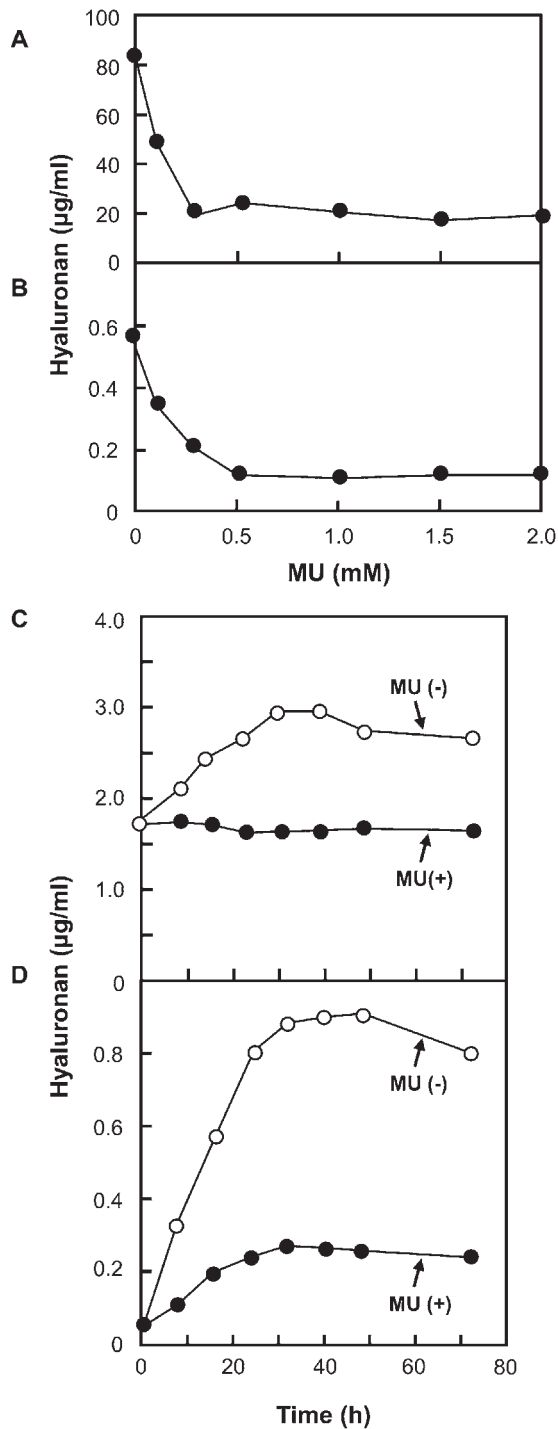 A
100
80
60
40
20
0
B
0.6
0.4
0.2
0
Hyaluronan (μg/ml)
0 0.5 1.0 1.5 2.0
MU (mM)
C
4.0
3.0
2.0
1.0
0
MU (-)
MU(+)
D
0.8
0.6
0.4
0.2
0
MU (-)
MU (+)
Hyaluronan (μg/ml)
0 20 40 60 80
Time (h)